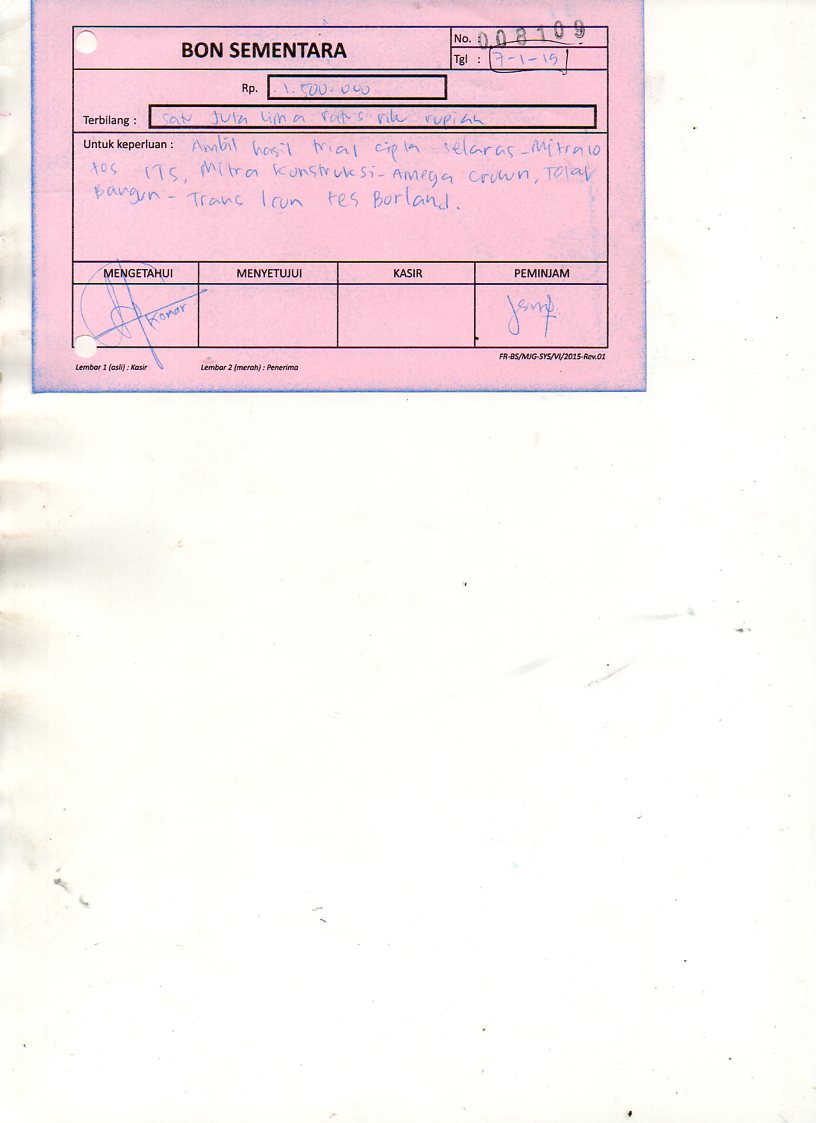 BON SEMENTARA
No. 008109
Tgl : 7-1-19
Rp. 1.500.000
Terbilang : satu Juta lima ratus ribu rupiah
Untuk keperluan : Ambil hasil trial cipta selaras - Mitra10
tes ITS, Mitra Konstruksi - Amega Crown, Total
Bangun - Trans Icon tes Borland.
MENGETAHUI MENYETUJUI KASIR PEMINJAM
Komar
Lembar 1 (asli) : Kasir Lembar 2 (merah) : Penerima
FR-BS/MJG-SYS/VI/2015-Rev.01